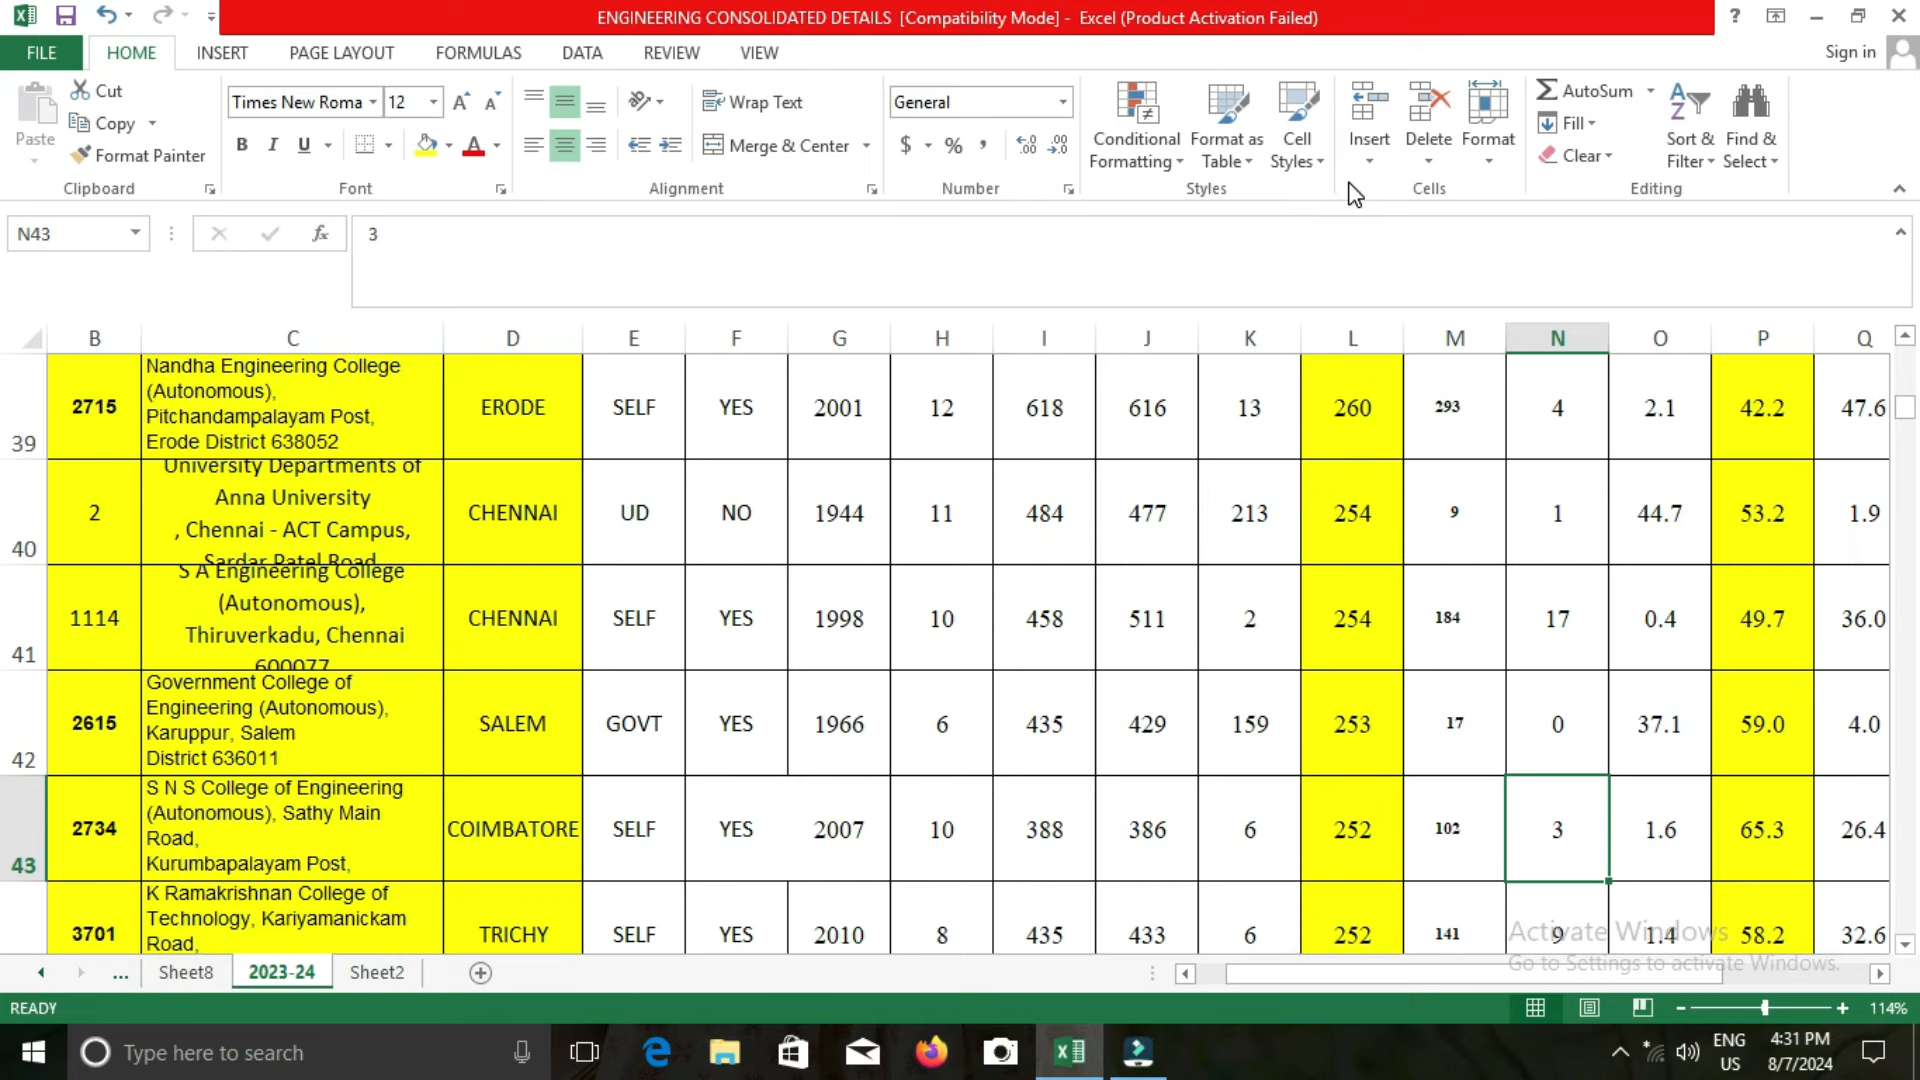 ENGINEERING CONSOLIDATED DETAILS [Compatibility Mode] - Excel (Product Activation Failed)
FILE HOME INSERT PAGE LAYOUT FORMULAS DATA REVIEW VIEW Sign in
Paste
Cut
Copy
Format Painter
Clipboard
Times New Roma 12
B I U
Font
Wrap Text
Merge & Center
Alignment
General
$ % ,
Number
Conditional Formatting
Format as Table
Cell Styles
Styles
Insert Delete Format
Cells
AutoSum
Fill
Clear
Sort & Filter
Find & Select
Editing
N43 fx 3
B C D E F G H I J K L M N O P Q
39 2715 Nandha Engineering College
(Autonomous),
Pitchandampalayam Post,
Erode District 638052
ERODE SELF YES 2001 12 618 616 13 260 293 4 2.1 42.2 47.6
40 2 University Departments of
Anna University
, Chennai - ACT Campus,
Sardar Patel Road
CHENNAI UD NO 1944 11 484 477 213 254 9 1 44.7 53.2 1.9
41 1114 S A Engineering College
(Autonomous),
Thiruverkadu, Chennai
600077
CHENNAI SELF YES 1998 10 458 511 2 254 184 17 0.4 49.7 36.0
42 2615 Government College of
Engineering (Autonomous),
Karuppur, Salem
District 636011
SALEM GOVT YES 1966 6 435 429 159 253 17 0 37.1 59.0 4.0
43 2734 S N S College of Engineering
(Autonomous), Sathy Main
Road,
Kurumbapalayam Post,
COIMBATORE SELF YES 2007 10 388 386 6 252 102 3 1.6 65.3 26.4
3701 K Ramakrishnan College of
Technology, Kariyamanickam
Road,
TRICHY SELF YES 2010 8 435 433 6 252 141 9 1.4 58.2 32.6
Activate Windows
Go to Settings to activate Windows.
... Sheet8 2023-24 Sheet2
READY 114%
Type here to search
ENG
US
4:31 PM
8/7/2024